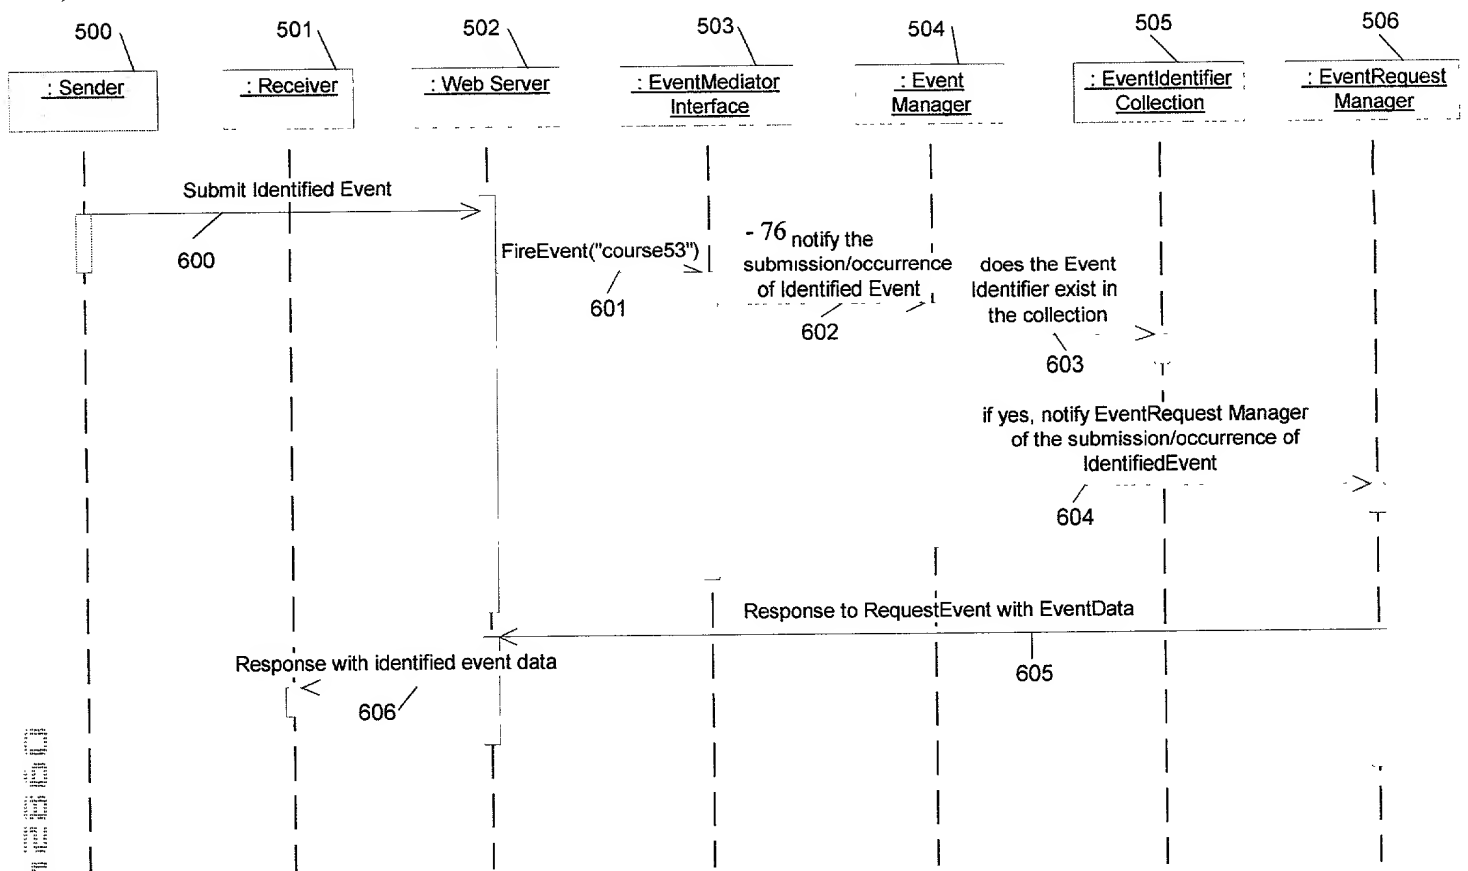 500
501
502
503
504
505
506
: Sender
: Receiver
: Web Server
: EventMediator
Interface
: Event
Manager
: EventIdentifier
Collection
: EventRequest
Manager
Submit Identified Event
600
FireEvent("course53")
601
- 76 notify the
submission/occurrence
of Identified Event
602
does the Event
Identifier exist in
the collection
603
if yes, notify EventRequest Manager
of the submission/occurrence of
IdentifiedEvent
604
Response to RequestEvent with EventData
605
Response with identified event data
606